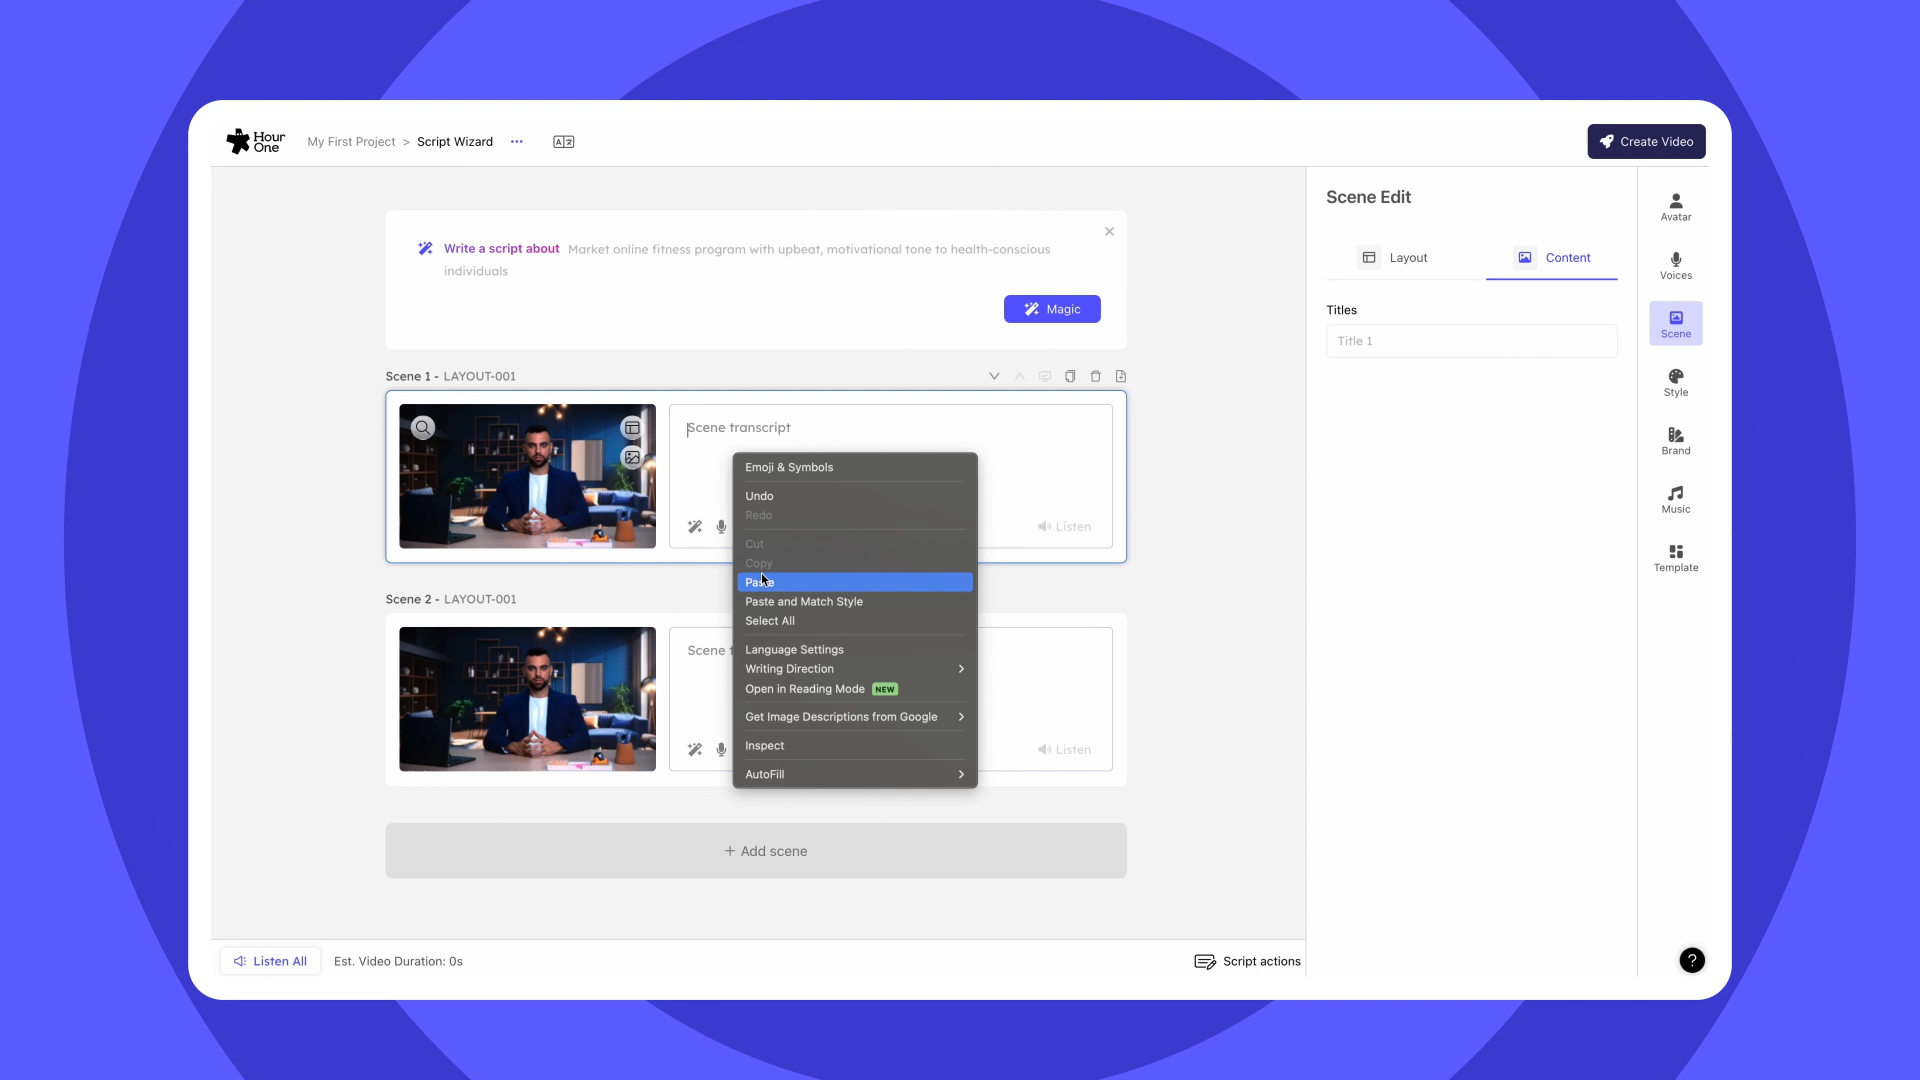 Hour
One
My First Project > Script Wizard ···
Create Video
Write a script about Market online fitness program with upbeat, motivational tone to health-conscious
individuals
Magic
Scene 1 - LAYOUT-001
Scene transcript
Listen
Emoji & Symbols
Undo
Redo
Cut
Copy
Paste
Paste and Match Style
Select All
Language Settings
Writing Direction
Open in Reading Mode NEW
Get Image Descriptions from Google
Inspect
AutoFill
Scene 2 - LAYOUT-001
Scene t
Listen
+ Add scene
Listen All
Est. Video Duration: 0s
Script actions
Scene Edit
Layout
Content
Titles
Title 1
Avatar
Voices
Scene
Style
Brand
Music
Template
?